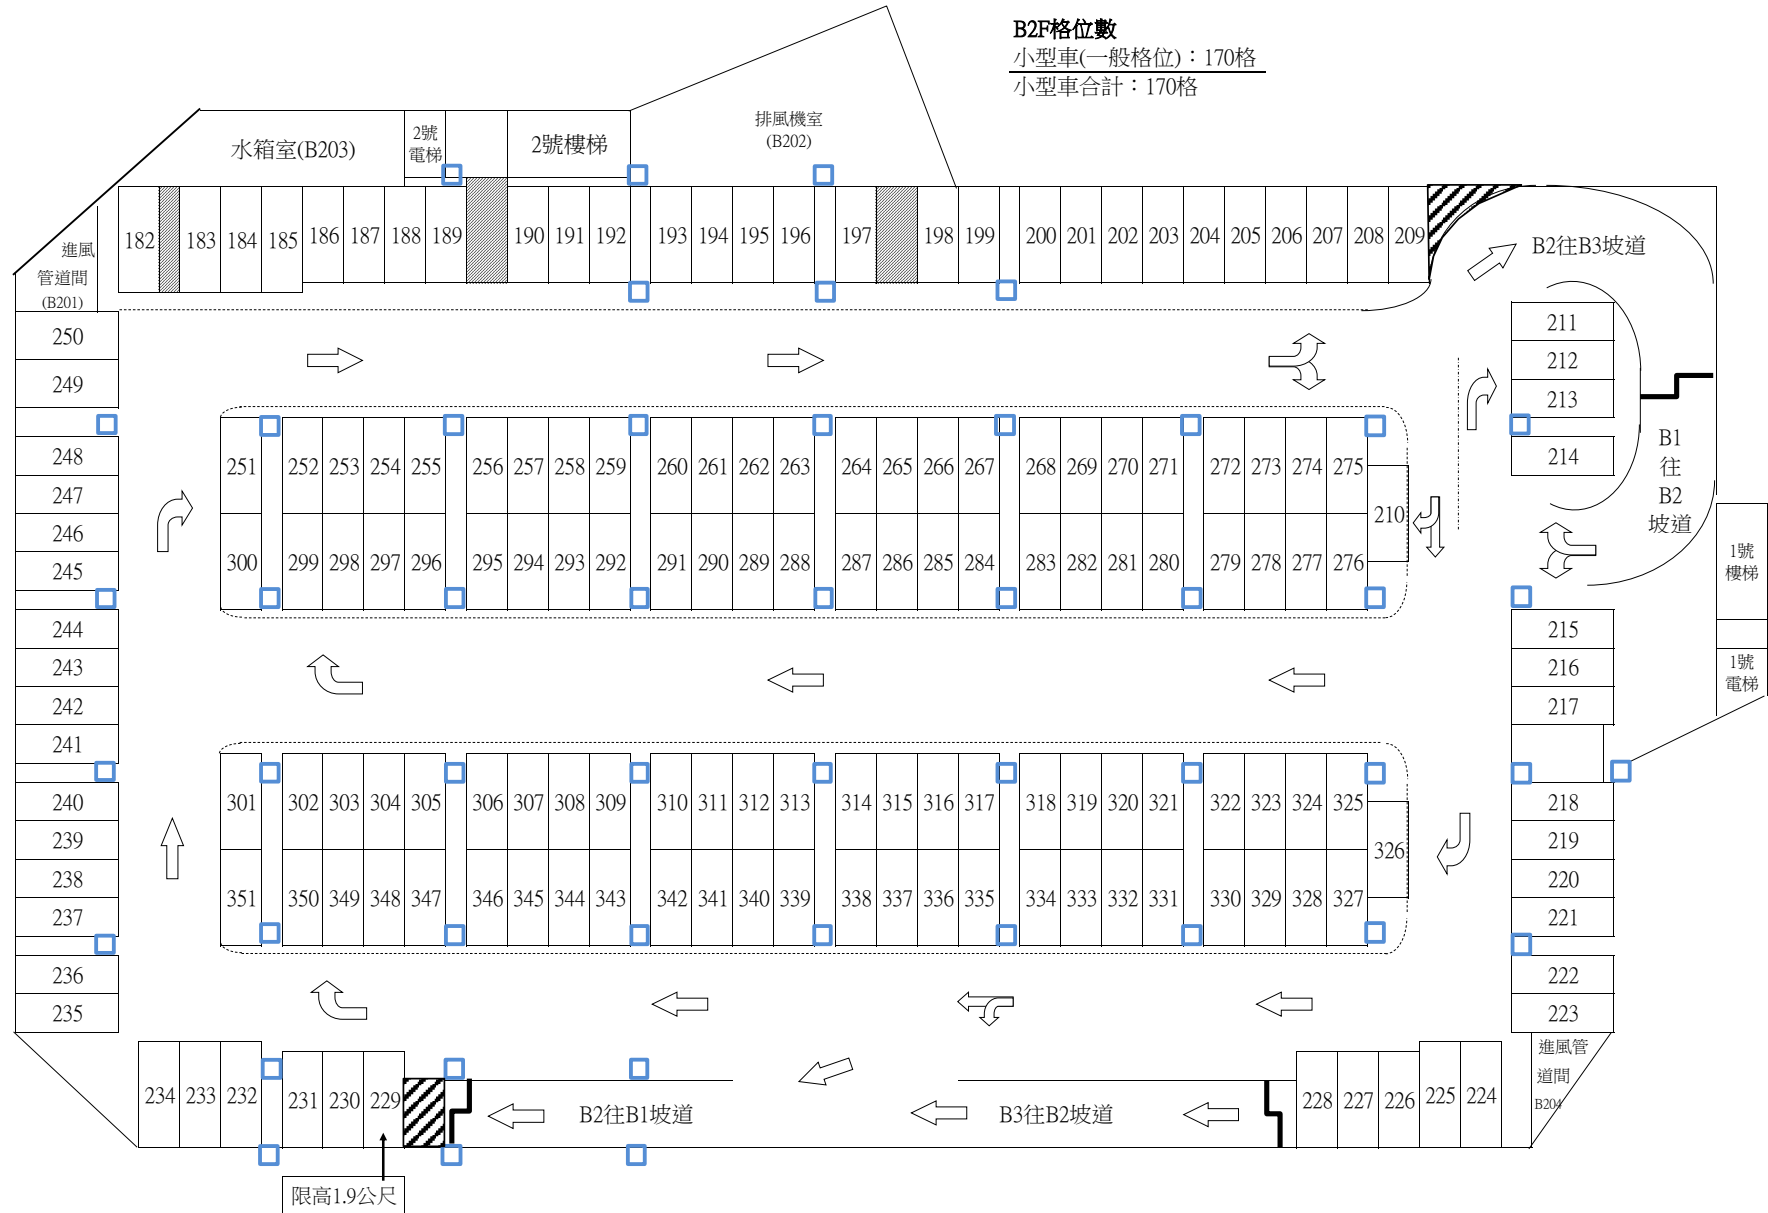 B2F格位數
小型車(一般格位)：170格
小型車合計：170格
水箱室(B203)
2號
電梯
2號樓梯
排風機室
(B202)
進風
管道間
(B201)
182 183 184 185 186 187 188 189 190 191 192 193 194 195 196 197 198 199 200 201 202 203 204 205 206 207 208 209
B2往B3坡道
250
249
248
247
246
245
244
243
242
241
240
239
238
237
236
235
211
212
213
214
B1
往
B2
坡道
1號
樓梯
1號
電梯
251 252 253 254 255 256 257 258 259 260 261 262 263 264 265 266 267 268 269 270 271 272 273 274 275
210
300 299 298 297 296 295 294 293 292 291 290 289 288 287 286 285 284 283 282 281 280 279 278 277 276
215
216
217
218
219
220
221
222
223
301 302 303 304 305 306 307 308 309 310 311 312 313 314 315 316 317 318 319 320 321 322 323 324 325
326
351 350 349 348 347 346 345 344 343 342 341 340 339 338 337 336 335 334 333 332 331 330 329 328 327
進風管
道間
B204
234 233 232 231 230 229
B2往B1坡道
B3往B2坡道
228 227 226 225 224
限高1.9公尺